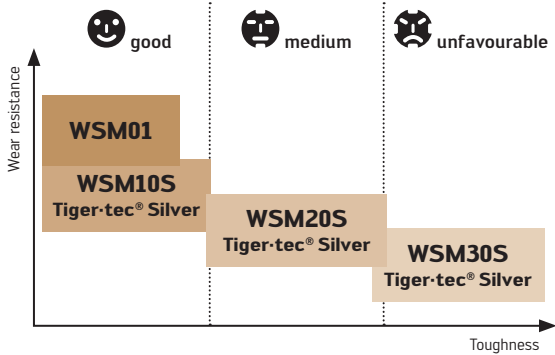 good
medium
unfavourable
Wear resistance
WSM01
WSM10S
Tiger·tec® Silver
WSM20S
Tiger·tec® Silver
WSM30S
Tiger·tec® Silver
Toughness